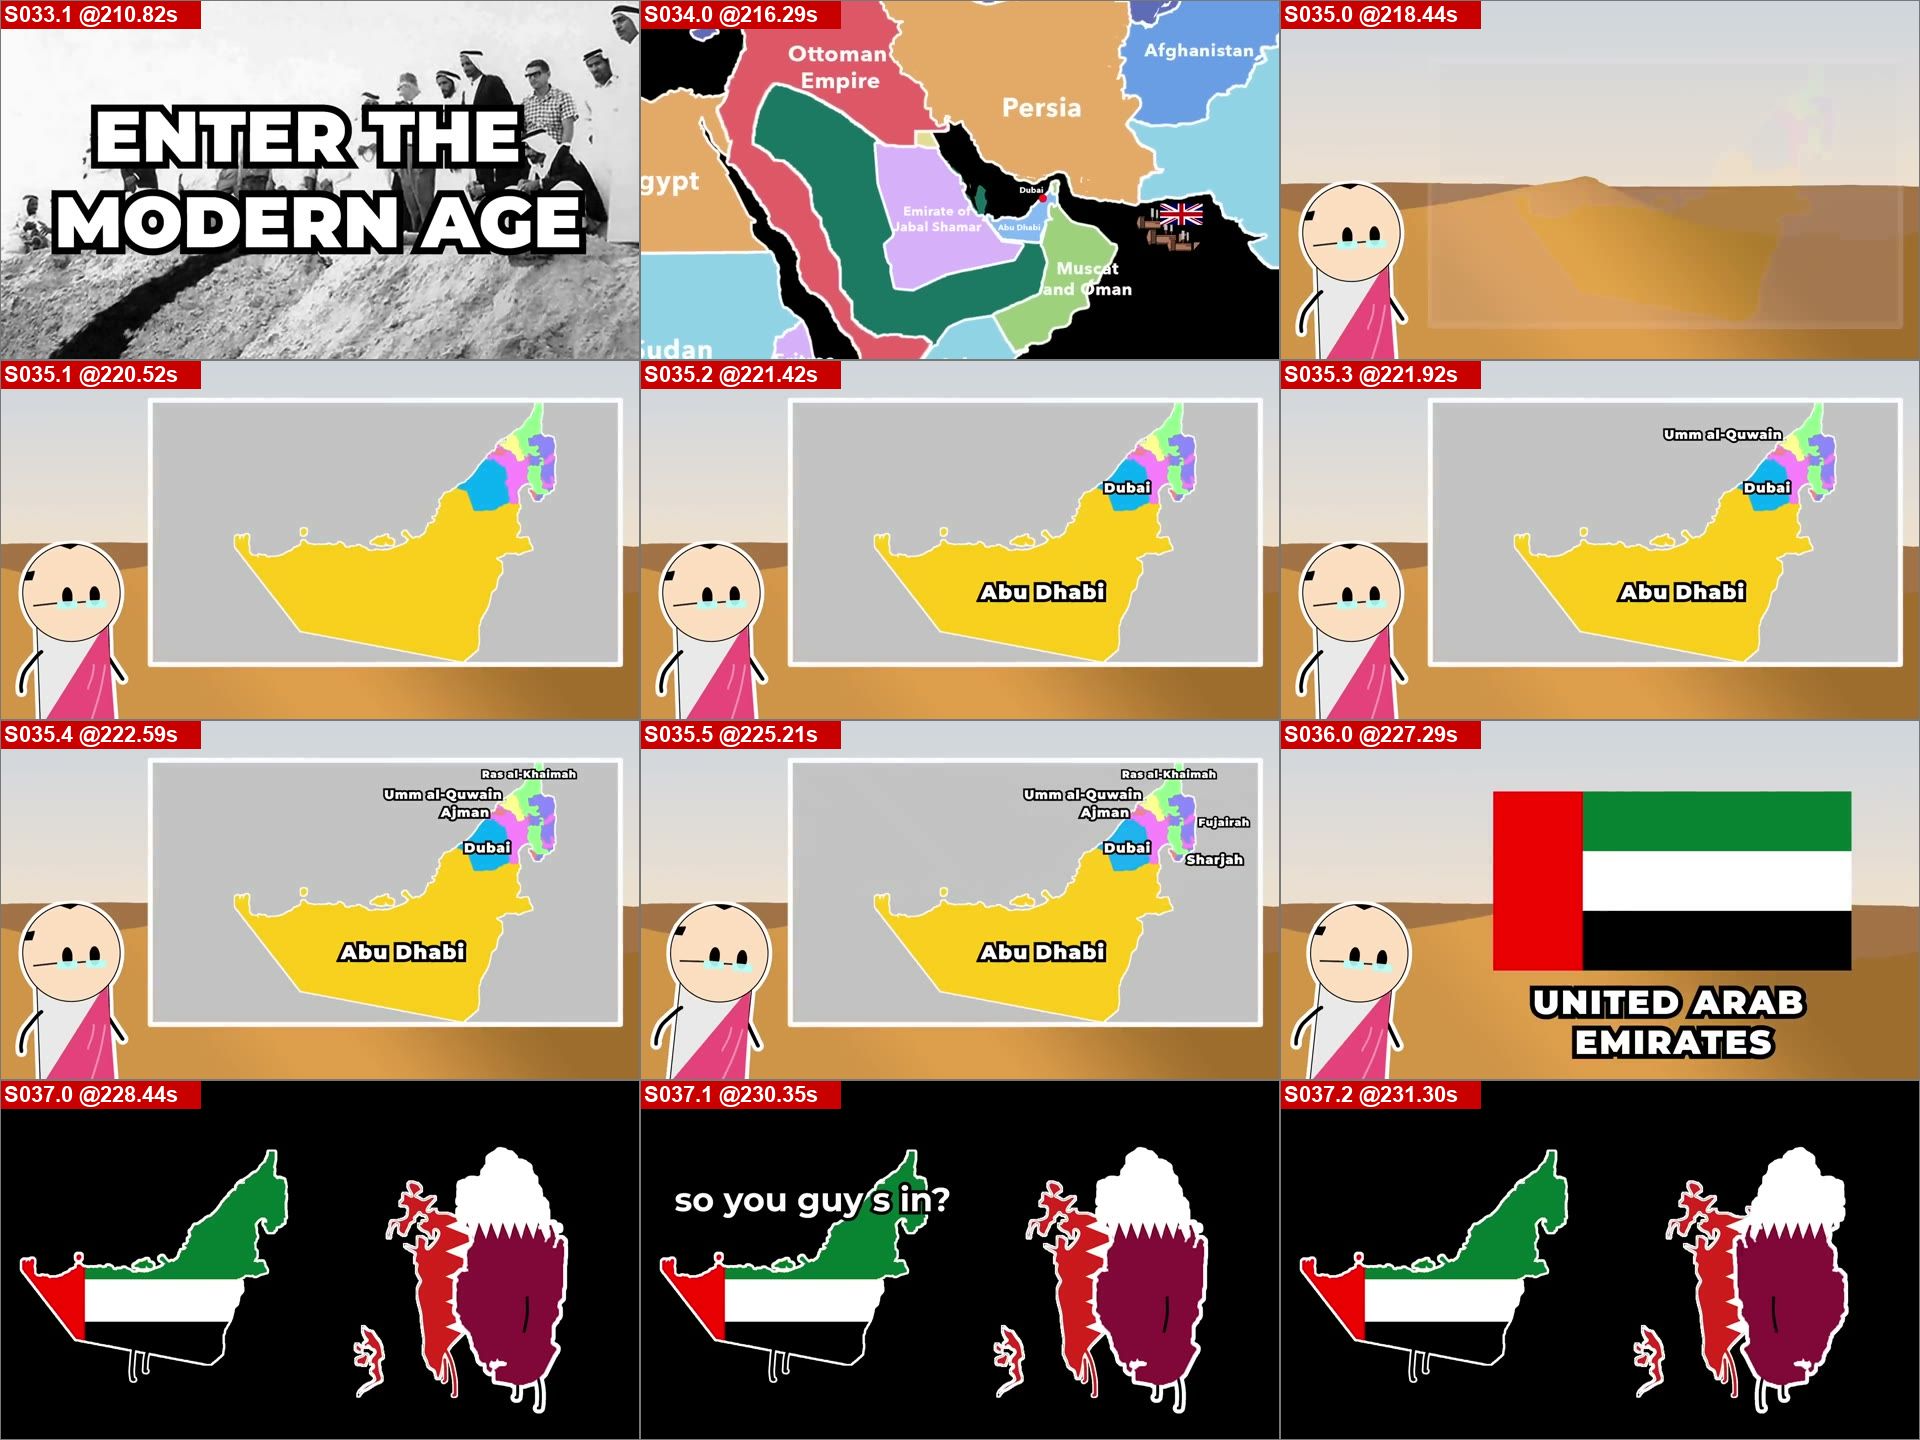 S033.1 @210.82s
ENTER THE
MODERN AGE
S034.0 @216.29s
Ottoman
Empire
Persia
Afghanistan
gypt
Dubai
Emirate of
Jabal Shamar
Abu Dhabi
Muscat
and Oman
Sudan
S035.0 @218.44s
S035.1 @220.52s
S035.2 @221.42s
Dubai
Abu Dhabi
S035.3 @221.92s
Umm al-Quwain
Dubai
Abu Dhabi
S035.4 @222.59s
Ras al-Khaimah
Umm al-Quwain
Ajman
Dubai
Abu Dhabi
S035.5 @225.21s
Ras al-Khaimah
Umm al-Quwain
Ajman
Fujairah
Dubai
Sharjah
Abu Dhabi
S036.0 @227.29s
UNITED ARAB
EMIRATES
S037.0 @228.44s
S037.1 @230.35s
so you guys in?
S037.2 @231.30s